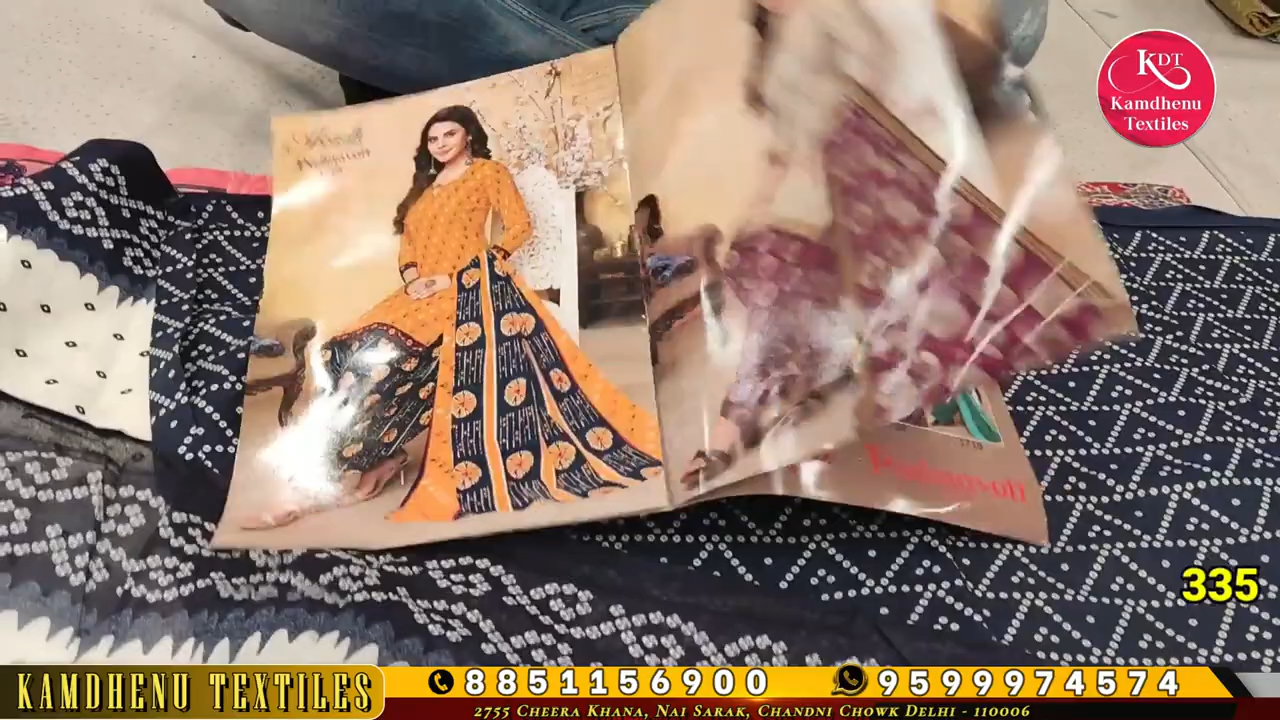 KDT
Kamdhenu
Textiles
335
KAMDHENU TEXTILES
8851156900
9599974574
2755 CHEERA KHANA, NAI SARAK, CHANDNI CHOWK DELHI - 110006